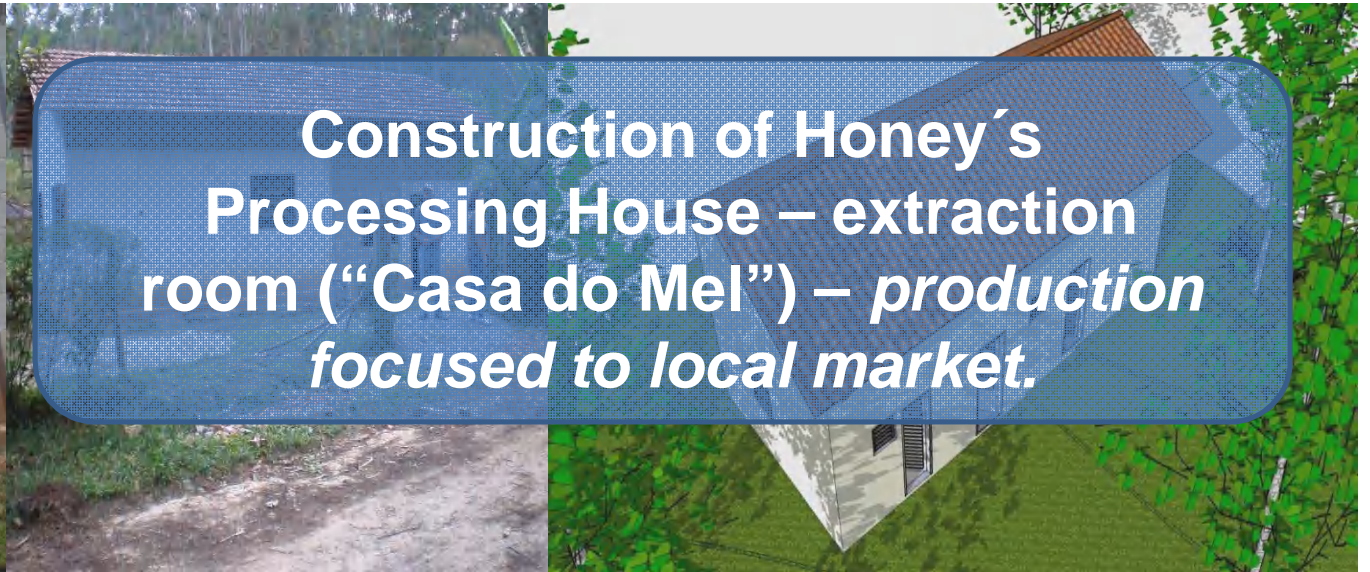 Construction of Honey´s
Processing House – extraction
room (“Casa do Mel”) – production
focused to local market.